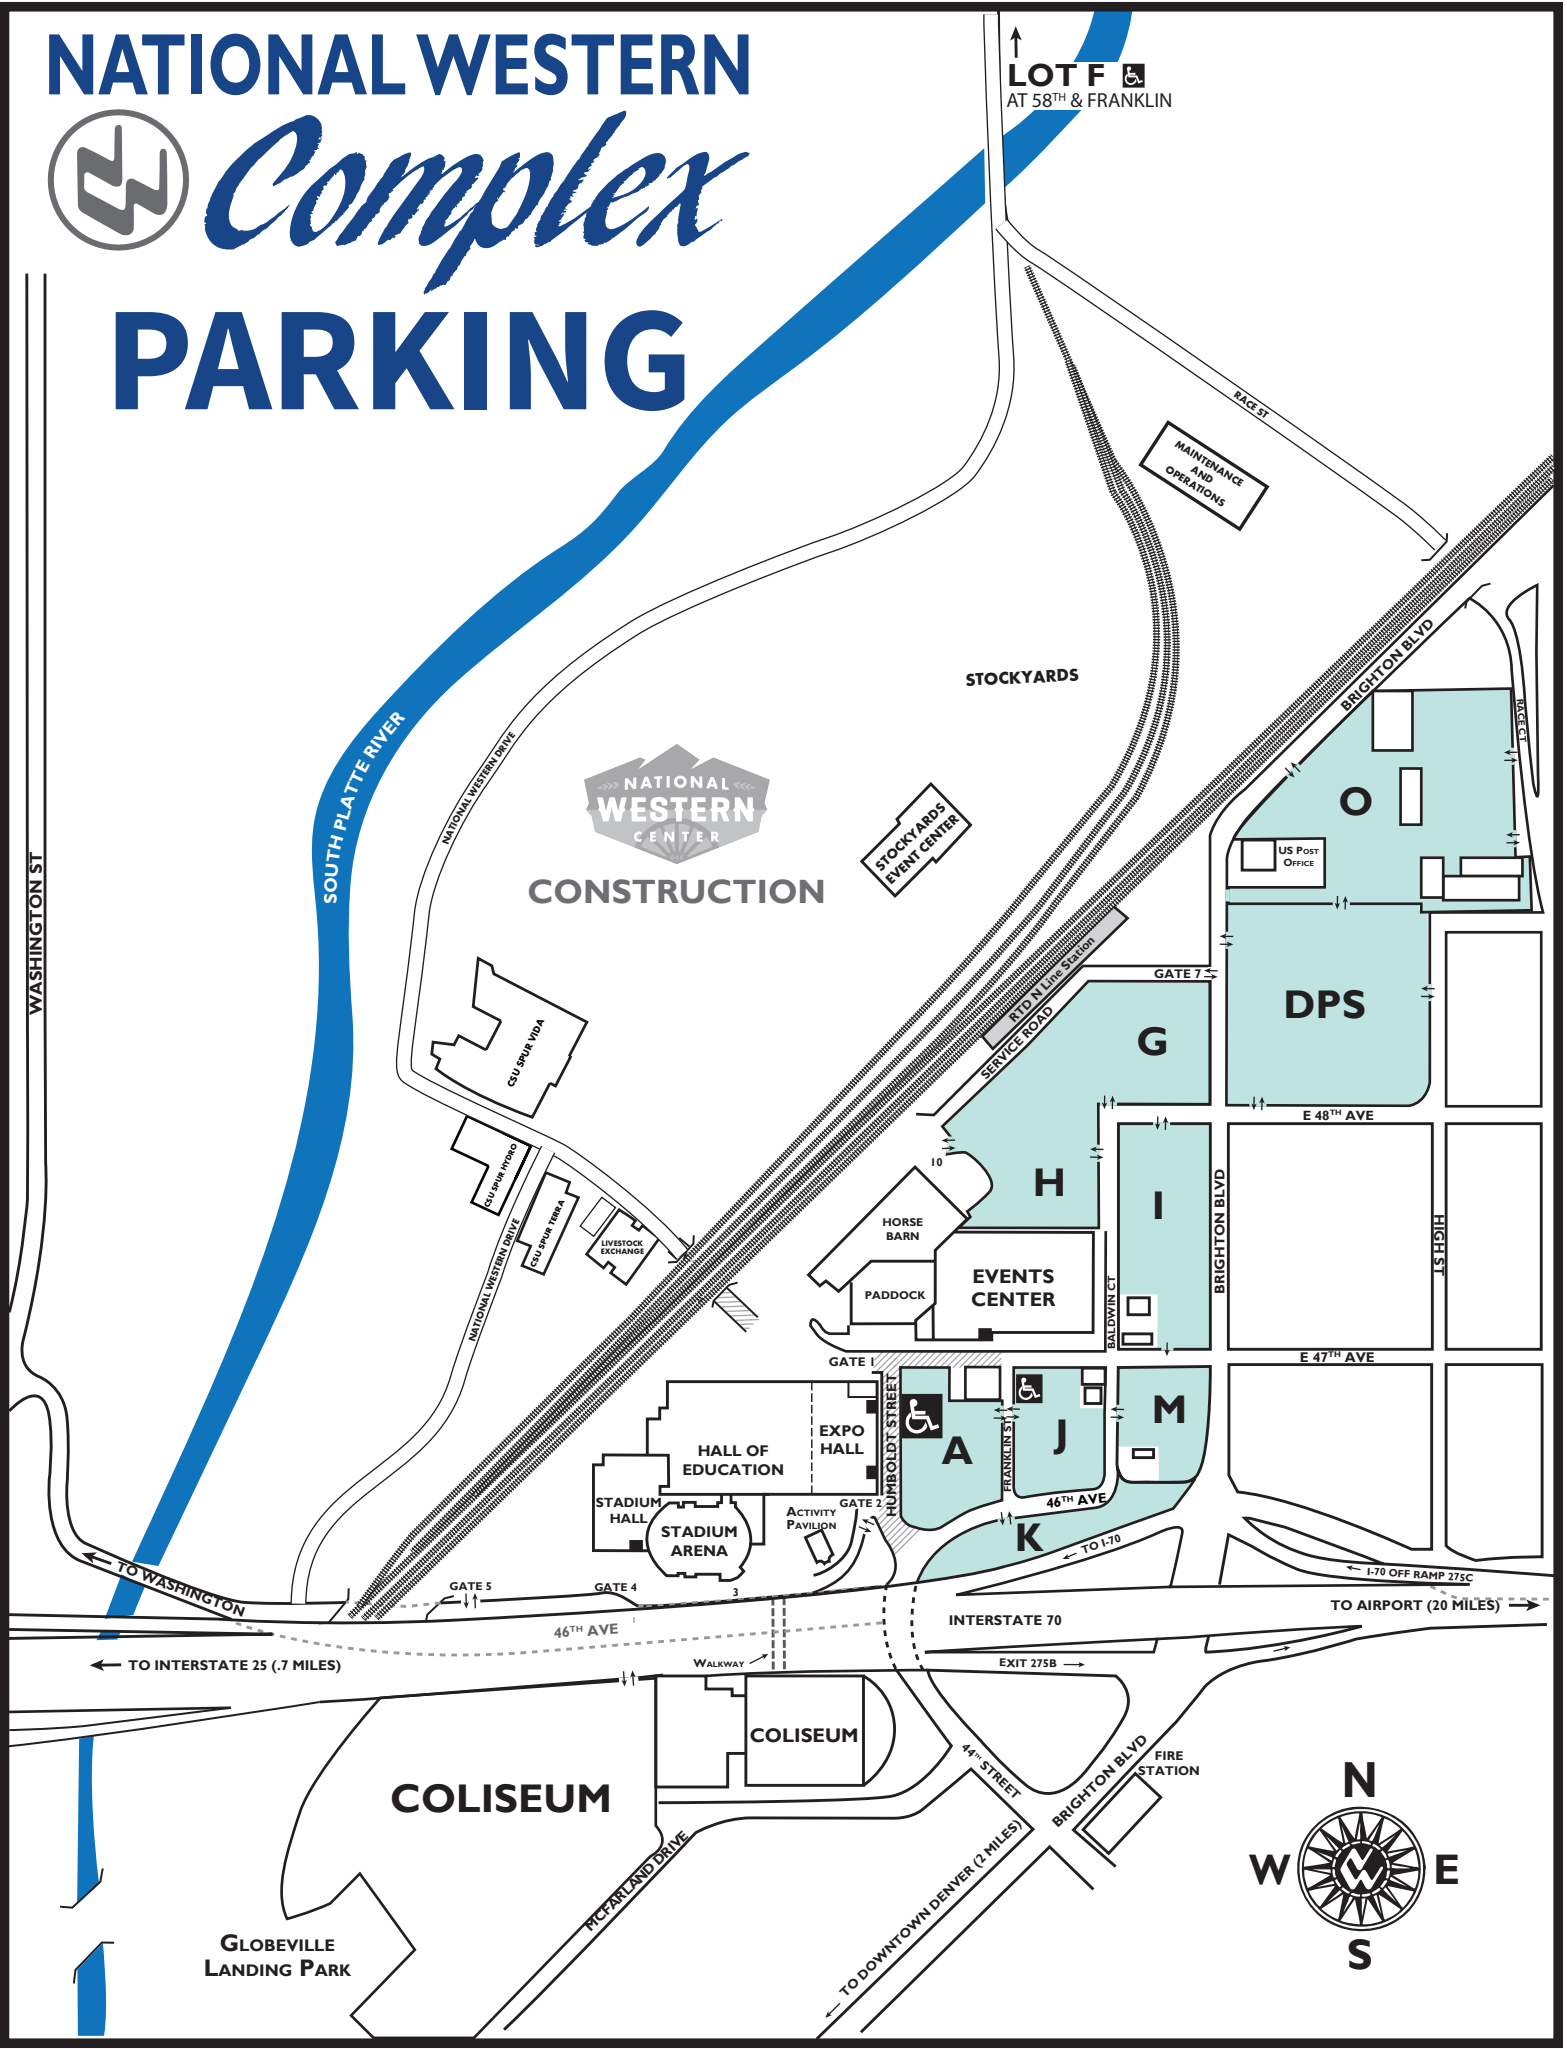 NATIONAL WESTERN
Complex
PARKING
LOT F
AT 58TH & FRANKLIN
RACE ST
MAINTENANCE
AND
OPERATIONS
STOCKYARDS
BRIGHTON BLVD
RACE CT
SOUTH PLATTE RIVER
NATIONAL WESTERN DRIVE
NATIONAL
WESTERN
CENTER
CONSTRUCTION
STOCKYARDS
EVENT CENTER
O
US POST
OFFICE
WASHINGTON ST
RTD N Line Station
SERVICE ROAD
GATE 7
DPS
G
CSU SPUR VIDA
E 48TH AVE
CSU SPUR HYDRO
CSU SPUR TERRA
LIVESTOCK
EXCHANGE
NATIONAL WESTERN DRIVE
10
H
I
BRIGHTON BLVD
HIGH ST
HORSE
BARN
PADDOCK
EVENTS
CENTER
BALDWIN CT
E 47TH AVE
GATE 1
HUMBOLDT STREET
A
FRANKLIN ST
J
M
HALL OF
EDUCATION
EXPO
HALL
STADIUM
HALL
STADIUM
ARENA
ACTIVITY
PAVILION
GATE 2
46TH AVE
K
TO I-70
TO WASHINGTON
GATE 5
GATE 4
3
I-70 OFF RAMP 275C
TO AIRPORT (20 MILES)
INTERSTATE 70
46TH AVE
WALKWAY
EXIT 275B
TO INTERSTATE 25 (.7 MILES)
COLISEUM
COLISEUM
44TH STREET
BRIGHTON BLVD
FIRE
STATION
MCFARLAND DRIVE
TO DOWNTOWN DENVER (2 MILES)
GLOBEVILLE
LANDING PARK
N
W
E
S